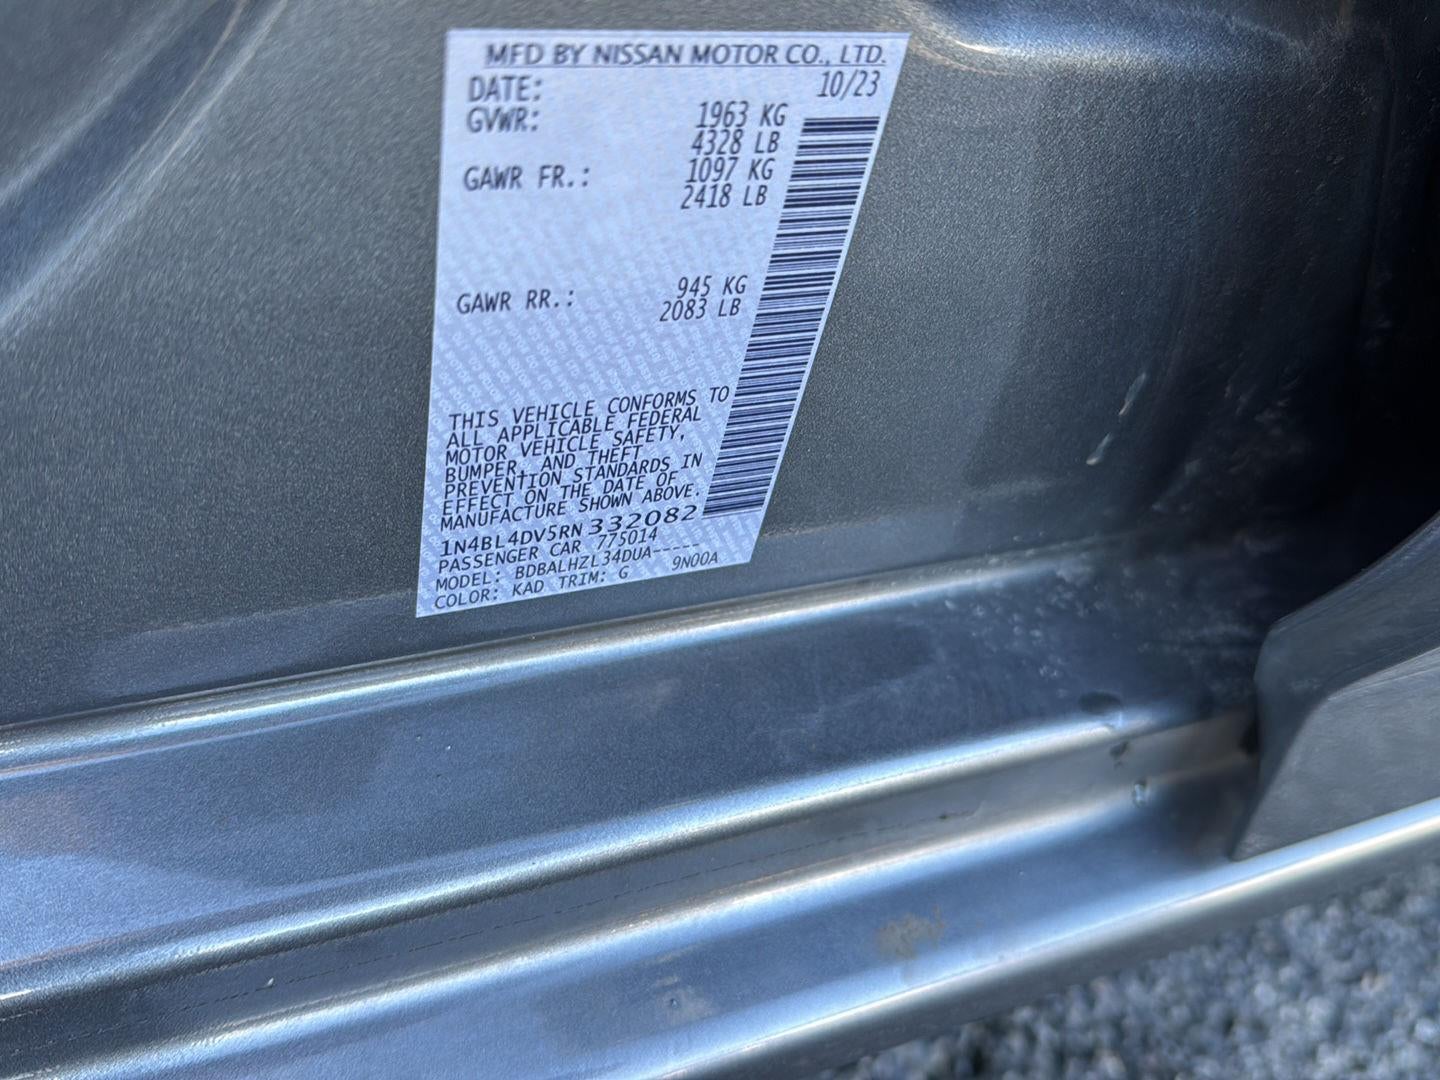 MFD BY NISSAN MOTOR CO., LTD.
DATE: 10/23
GVWR: 1963 KG
4328 LB
GAWR FR.: 1097 KG
2418 LB
GAWR RR.: 945 KG
2083 LB
THIS VEHICLE CONFORMS TO
ALL APPLICABLE FEDERAL
MOTOR VEHICLE SAFETY,
BUMPER, AND THEFT
PREVENTION STANDARDS IN
EFFECT ON THE DATE OF
MANUFACTURE SHOWN ABOVE.
1N4BL4DV5RN332082
PASSENGER CAR 775014
MODEL: BDBALHZL34DUA-----
COLOR: KAD TRIM: G 9N00A